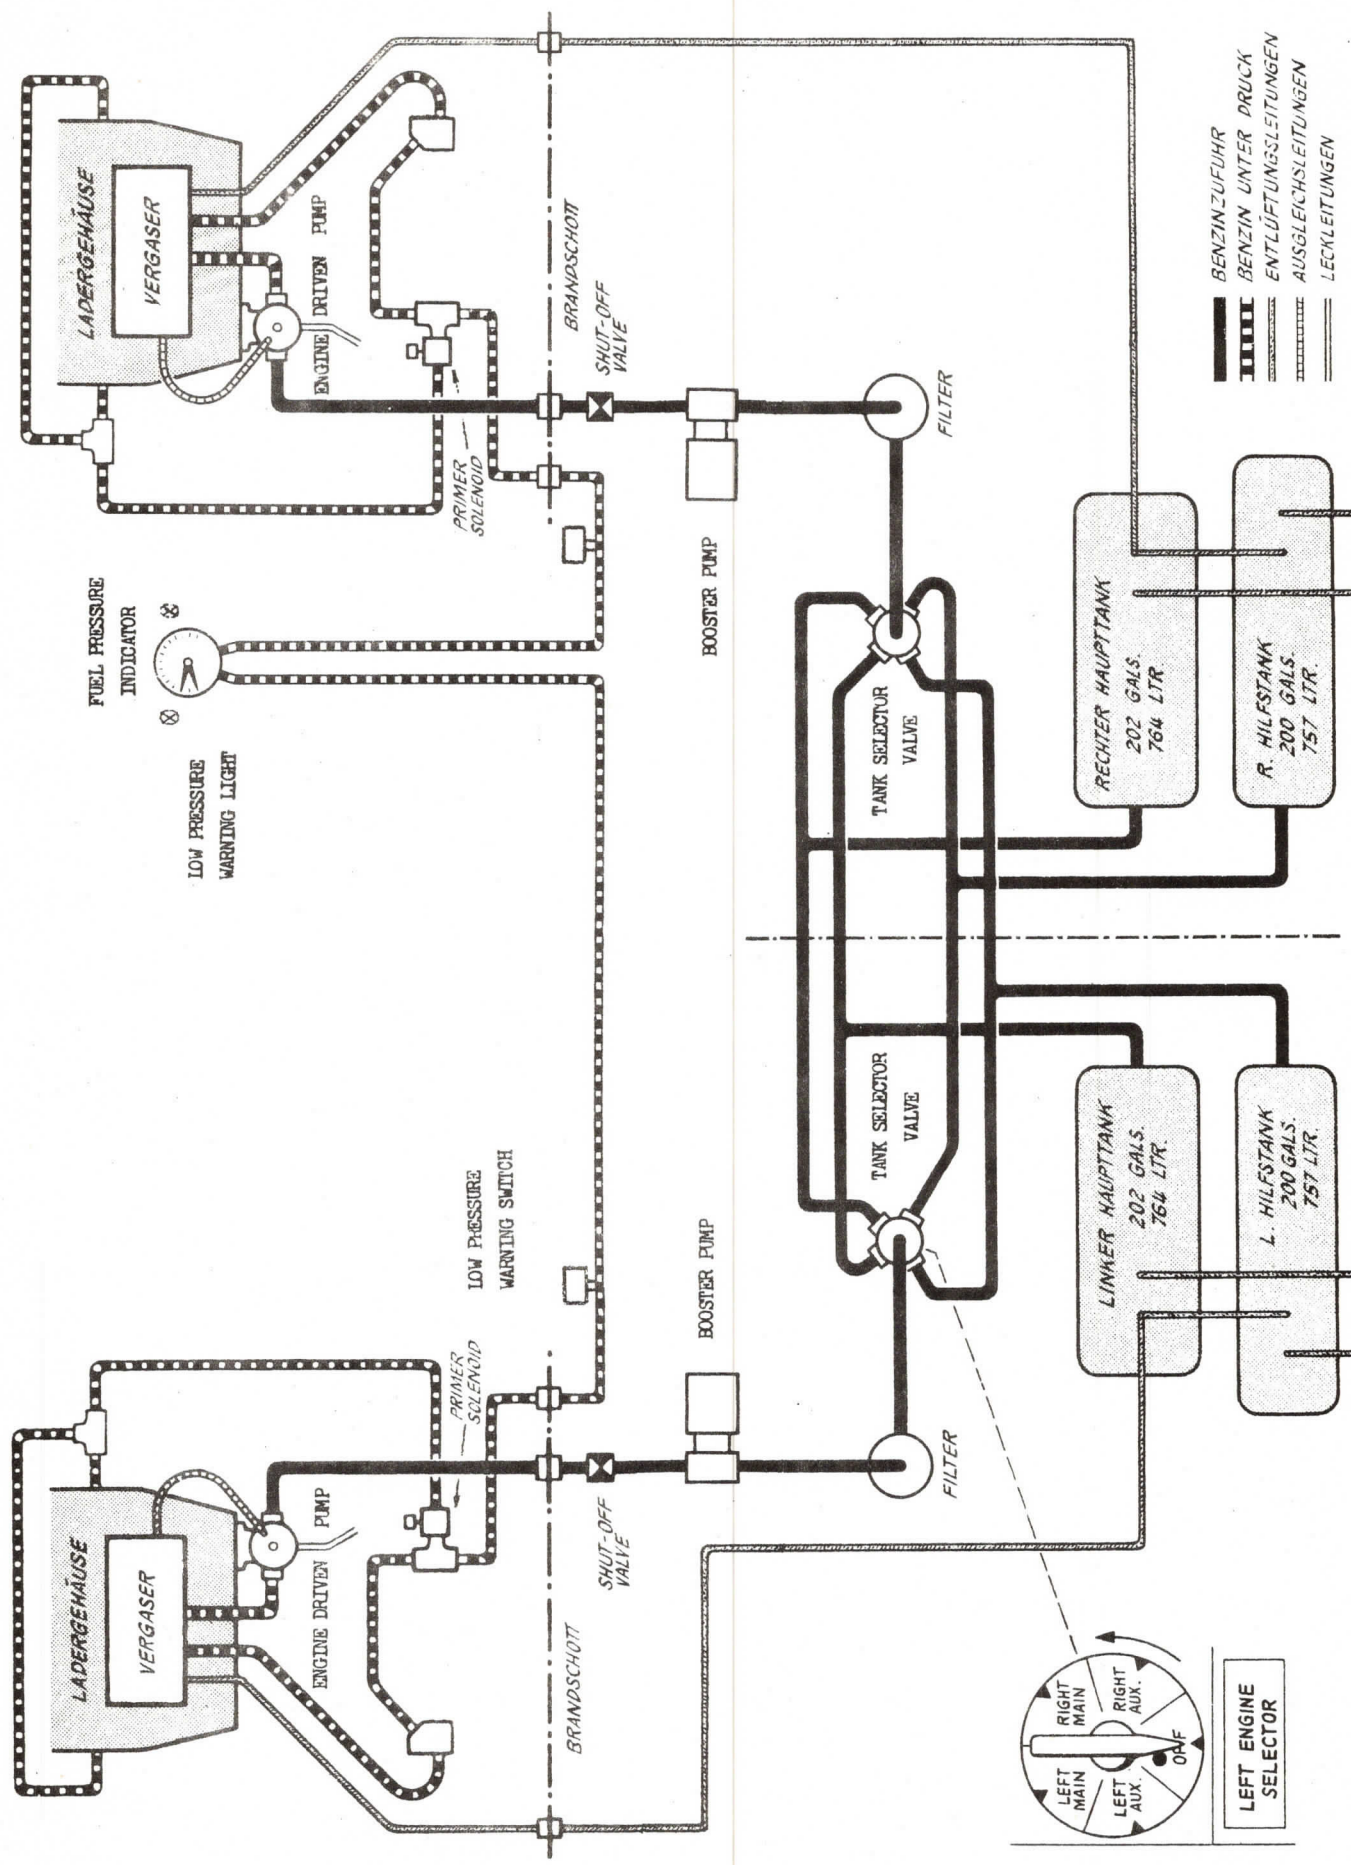 LADERGEHÄUSE
VERGASER
ENGINE DRIVEN PUMP
PRIMER
SOLENOID
BRANDSCHOTT
SHUT-OFF
VALVE
LOW PRESSURE
WARNING SWITCH
BOOSTER PUMP
FILTER
LOW PRESSURE
WARNING LIGHT
FUEL PRESSURE
INDICATOR
LADERGEHÄUSE
VERGASER
ENGINE DRIVEN PUMP
PRIMER
SOLENOID
BRANDSCHOTT
SHUT-OFF
VALVE
BOOSTER PUMP
FILTER
TANK SELECTOR
VALVE
TANK SELECTOR
VALVE
LINKER HAUPTTANK
202 GALS.
764 LTR.
L. HILFSTANK
200 GALS.
757 LTR.
RECHTER HAUPTTANK
202 GALS.
764 LTR.
R. HILFSTANK
200 GALS.
757 LTR.
LEFT
MAIN
RIGHT
MAIN
LEFT
AUX.
RIGHT
AUX.
OFF
LEFT ENGINE
SELECTOR
BENZINZUFUHR
BENZIN UNTER DRUCK
ENTLÜFTUNGSLEITUNGEN
AUSGLEICHSLEITUNGEN
LECKLEITUNGEN